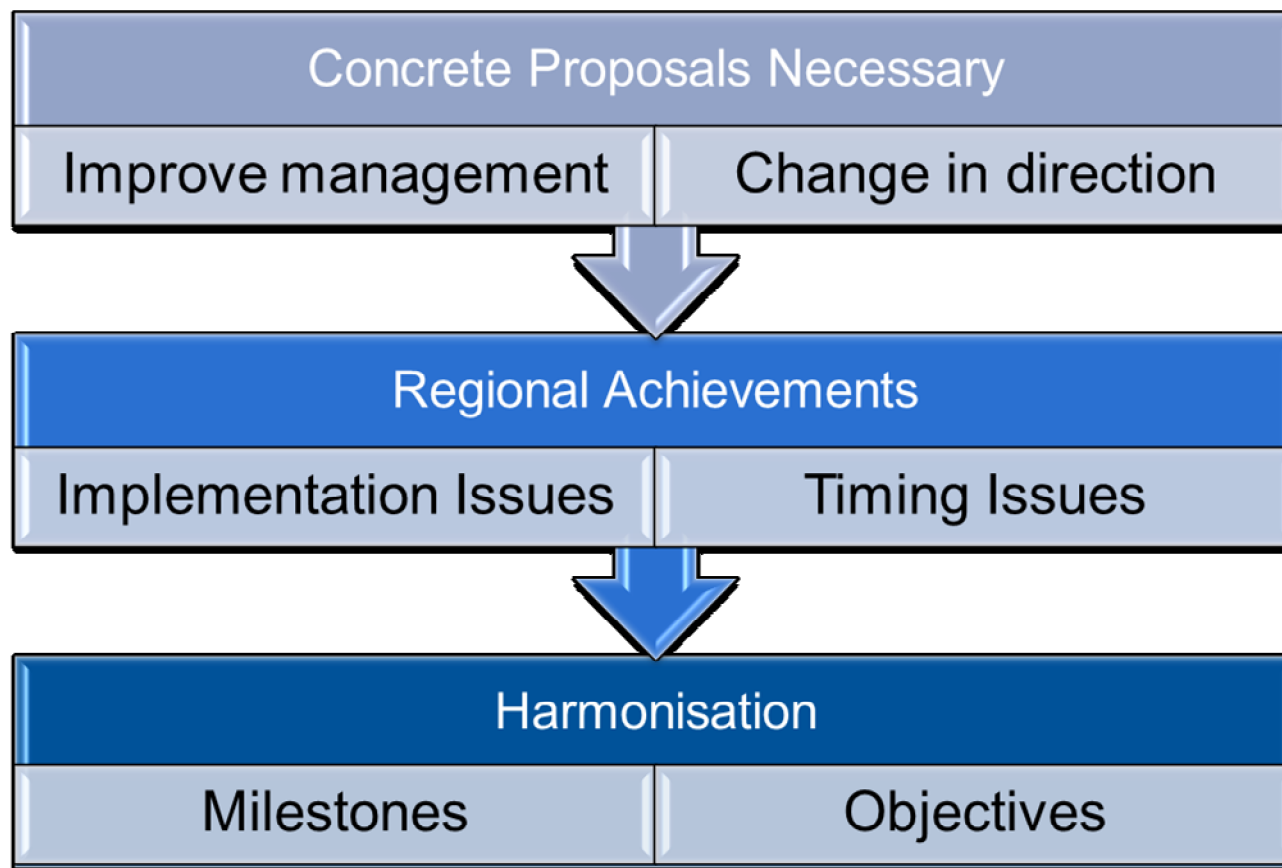 Concrete Proposals Necessary
Improve management
Change in direction
Regional Achievements
Implementation Issues
Timing Issues
Harmonisation
Milestones
Objectives